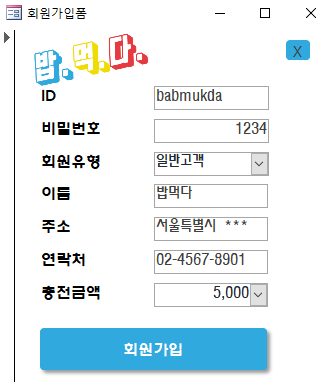 회원가입폼
밥.먹.다.
X
ID babmukda
비밀번호 1234
회원유형 일반고객
이름 밥먹다
주소 서울특별시 ***
연락처 02-4567-8901
충전금액 5,000
회원가입